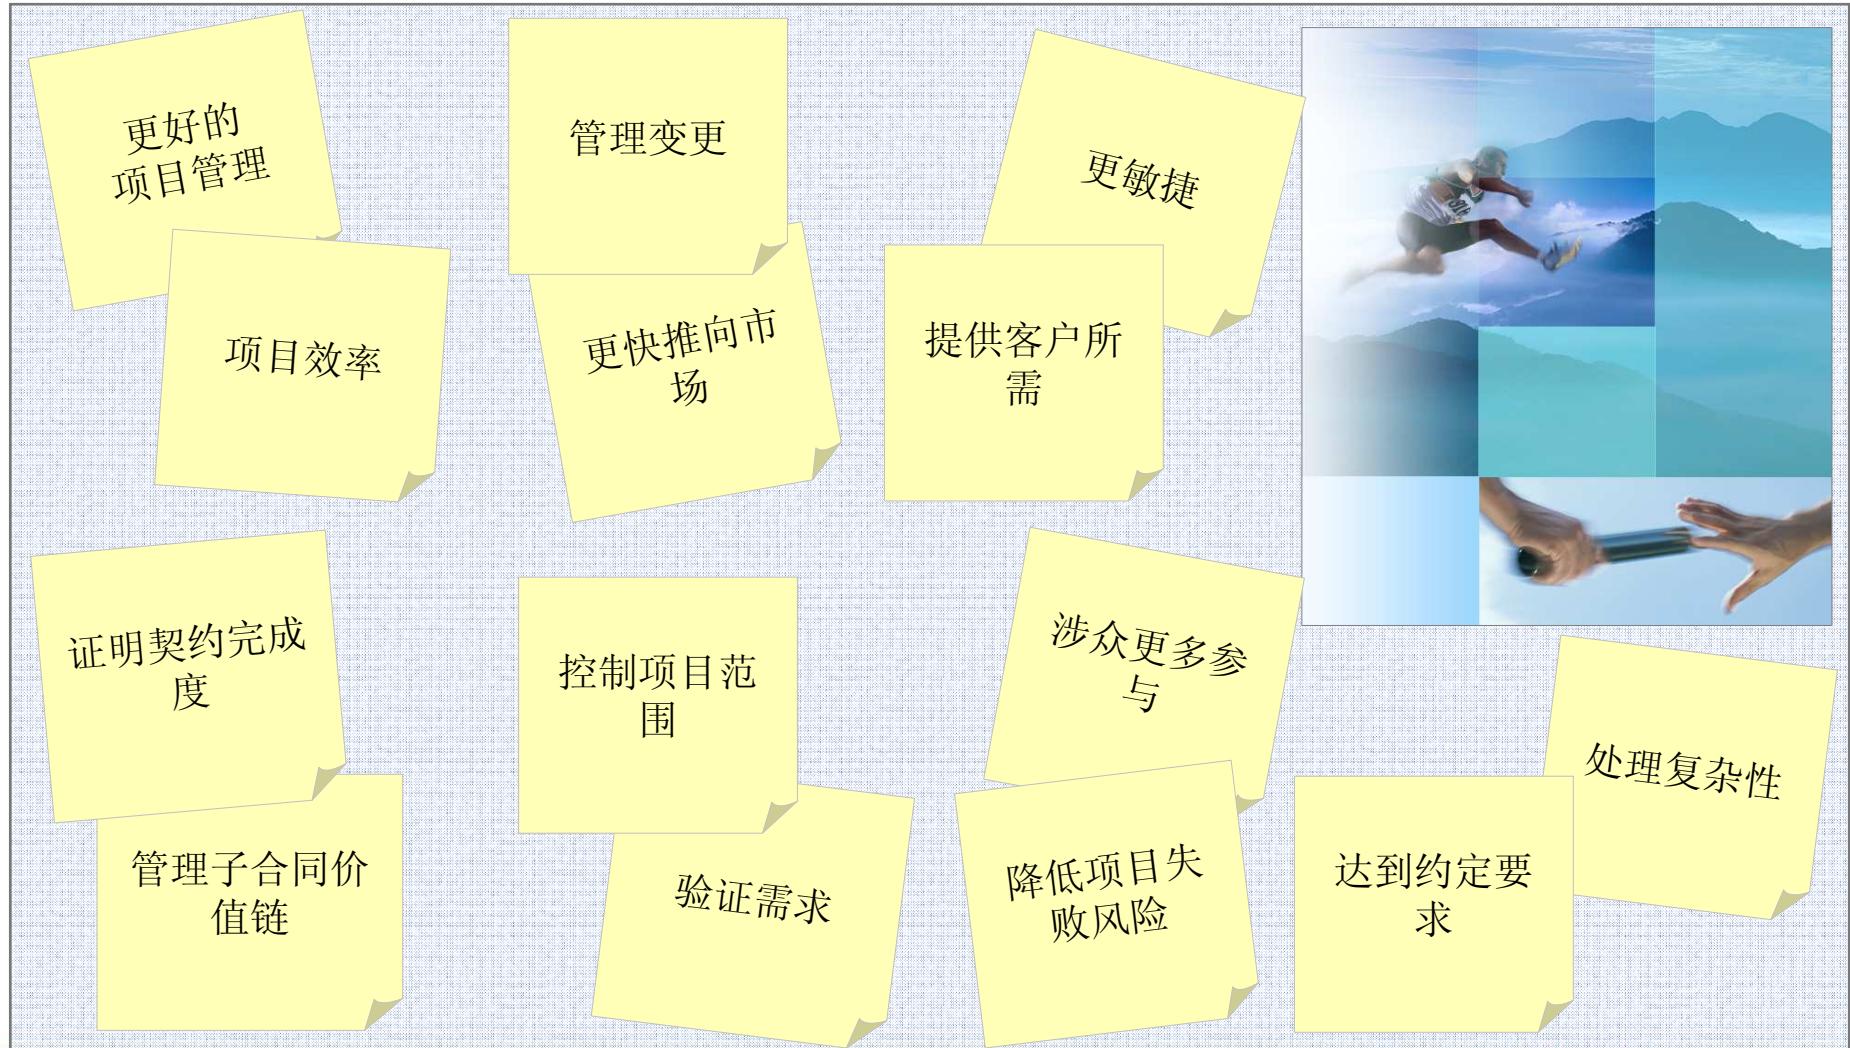 更好的
项目管理
项目效率
管理变更
更快推向市
场
更敏捷
提供客户所
需
证明契约完成
度
管理子合同价
值链
控制项目范
围
验证需求
涉众更多参
与
降低项目失
败风险
达到约定要
求
处理复杂性